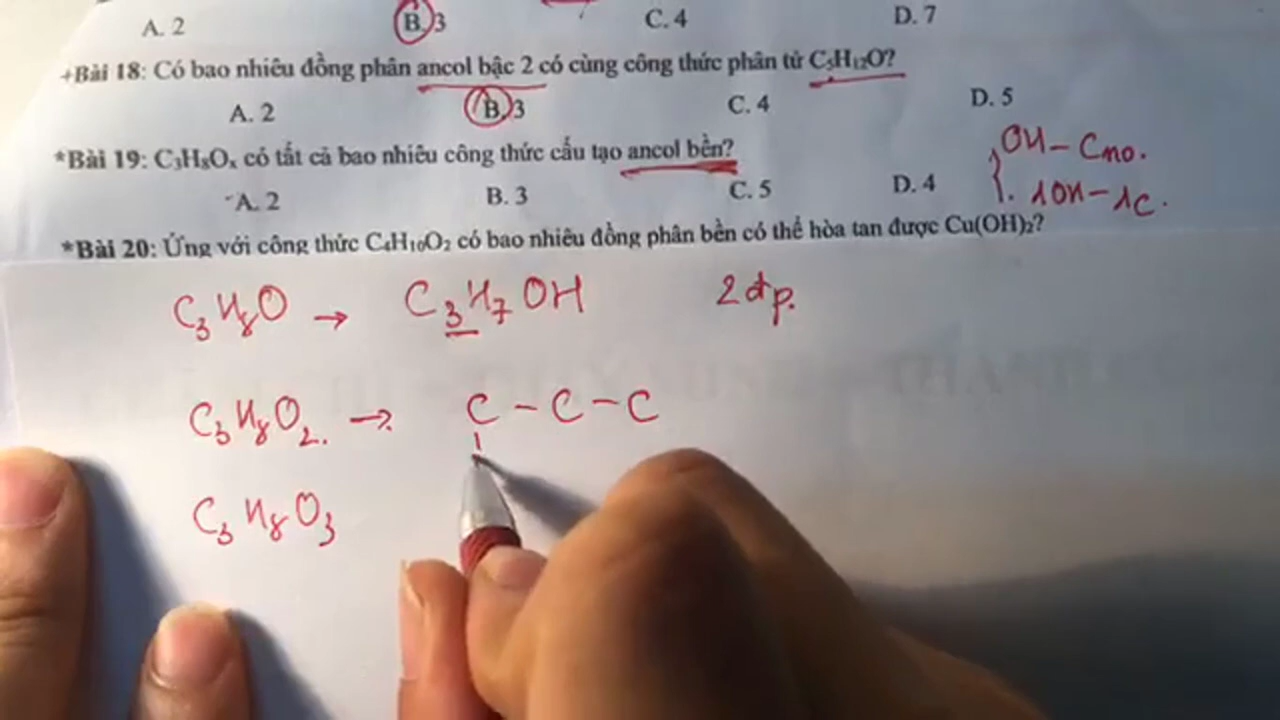 A. 2 B. 3 C. 4 D. 7
+Bài 18: Có bao nhiêu đồng phân ancol bậc 2 có cùng công thức phân tử C₅H₁₂O?
A. 2 B. 3 C. 4 D. 5
*Bài 19: C₃H₈Oₓ có tất cả bao nhiêu công thức cấu tạo ancol bền?
OH - Cno.
A. 2 B. 3 C. 5 D. 4
1OH - 1C.
*Bài 20: Ứng với công thức C₄H₁₀O₂ có bao nhiêu đồng phân bền có thể hòa tan được Cu(OH)₂?
C₃H₈O → C₃H₇OH 2đp.
C₃H₈O₂. → C - C - C
C₃H₈O₃